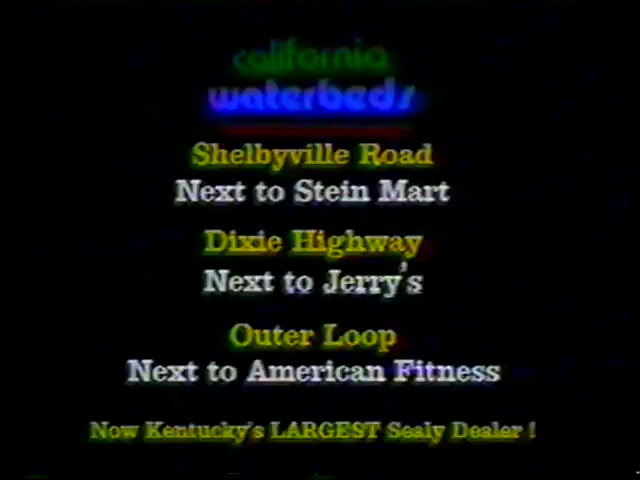 california
waterbeds
Shelbyville Road
Next to Stein Mart
Dixie Highway
Next to Jerry's
Outer Loop
Next to American Fitness
Now Kentucky's LARGEST Sealy Dealer !